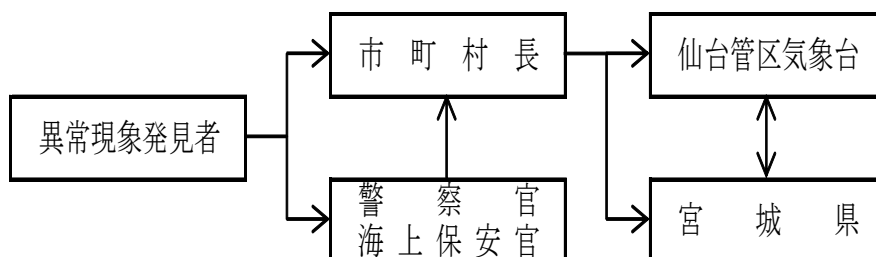 異常現象発見者
市町村長
警察官
海上保安官
仙台管区気象台
宮城県